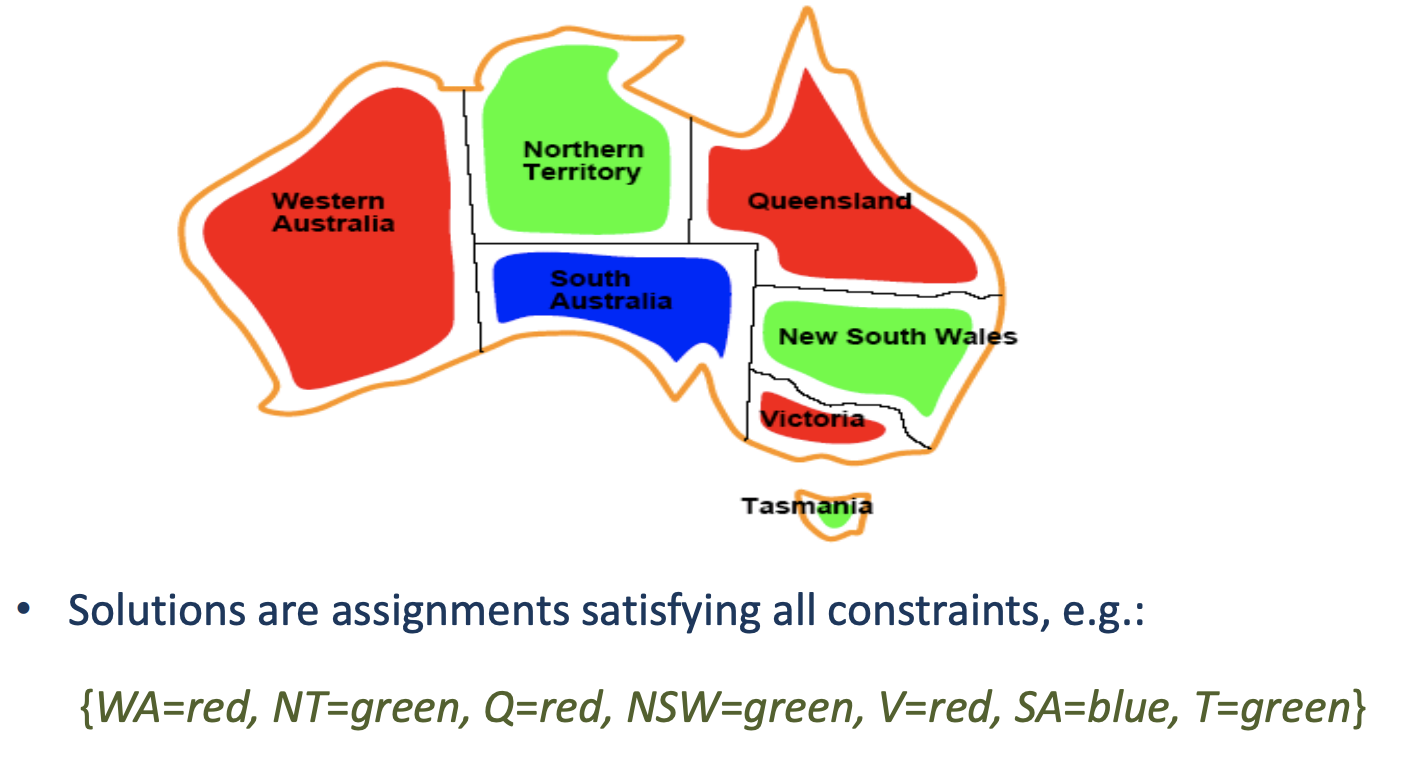 Northern
Territory
Western
Australia
Queensland
South
Australia
New South Wales
Victoria
Tasmania
• Solutions are assignments satisfying all constraints, e.g.:
{WA=red, NT=green, Q=red, NSW=green, V=red, SA=blue, T=green}